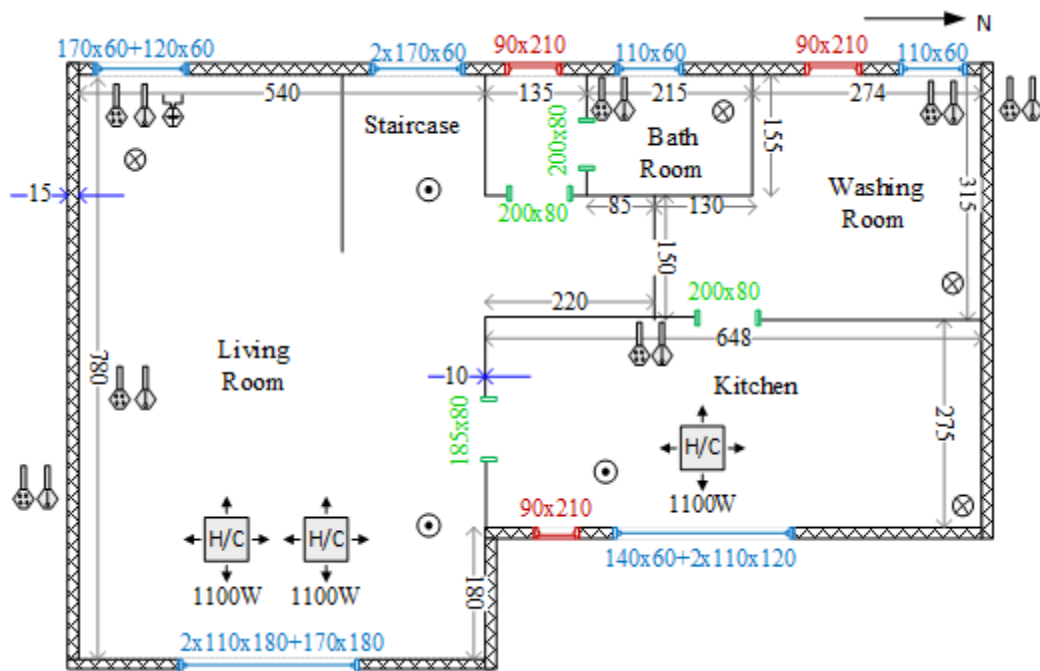 N
170x60+120x60
2x170x60
90x210
110x60
90x210
110x60
540
135
215
274
Staircase
200x80
Bath
Room
155
Washing
Room
315
15
200x80
85
130
150
220
200x80
648
Living
Room
780
10
Kitchen
185x80
275
H/C
1100W
90x210
H/C
H/C
140x60+2x110x120
1100W
1100W
180
2x110x180+170x180